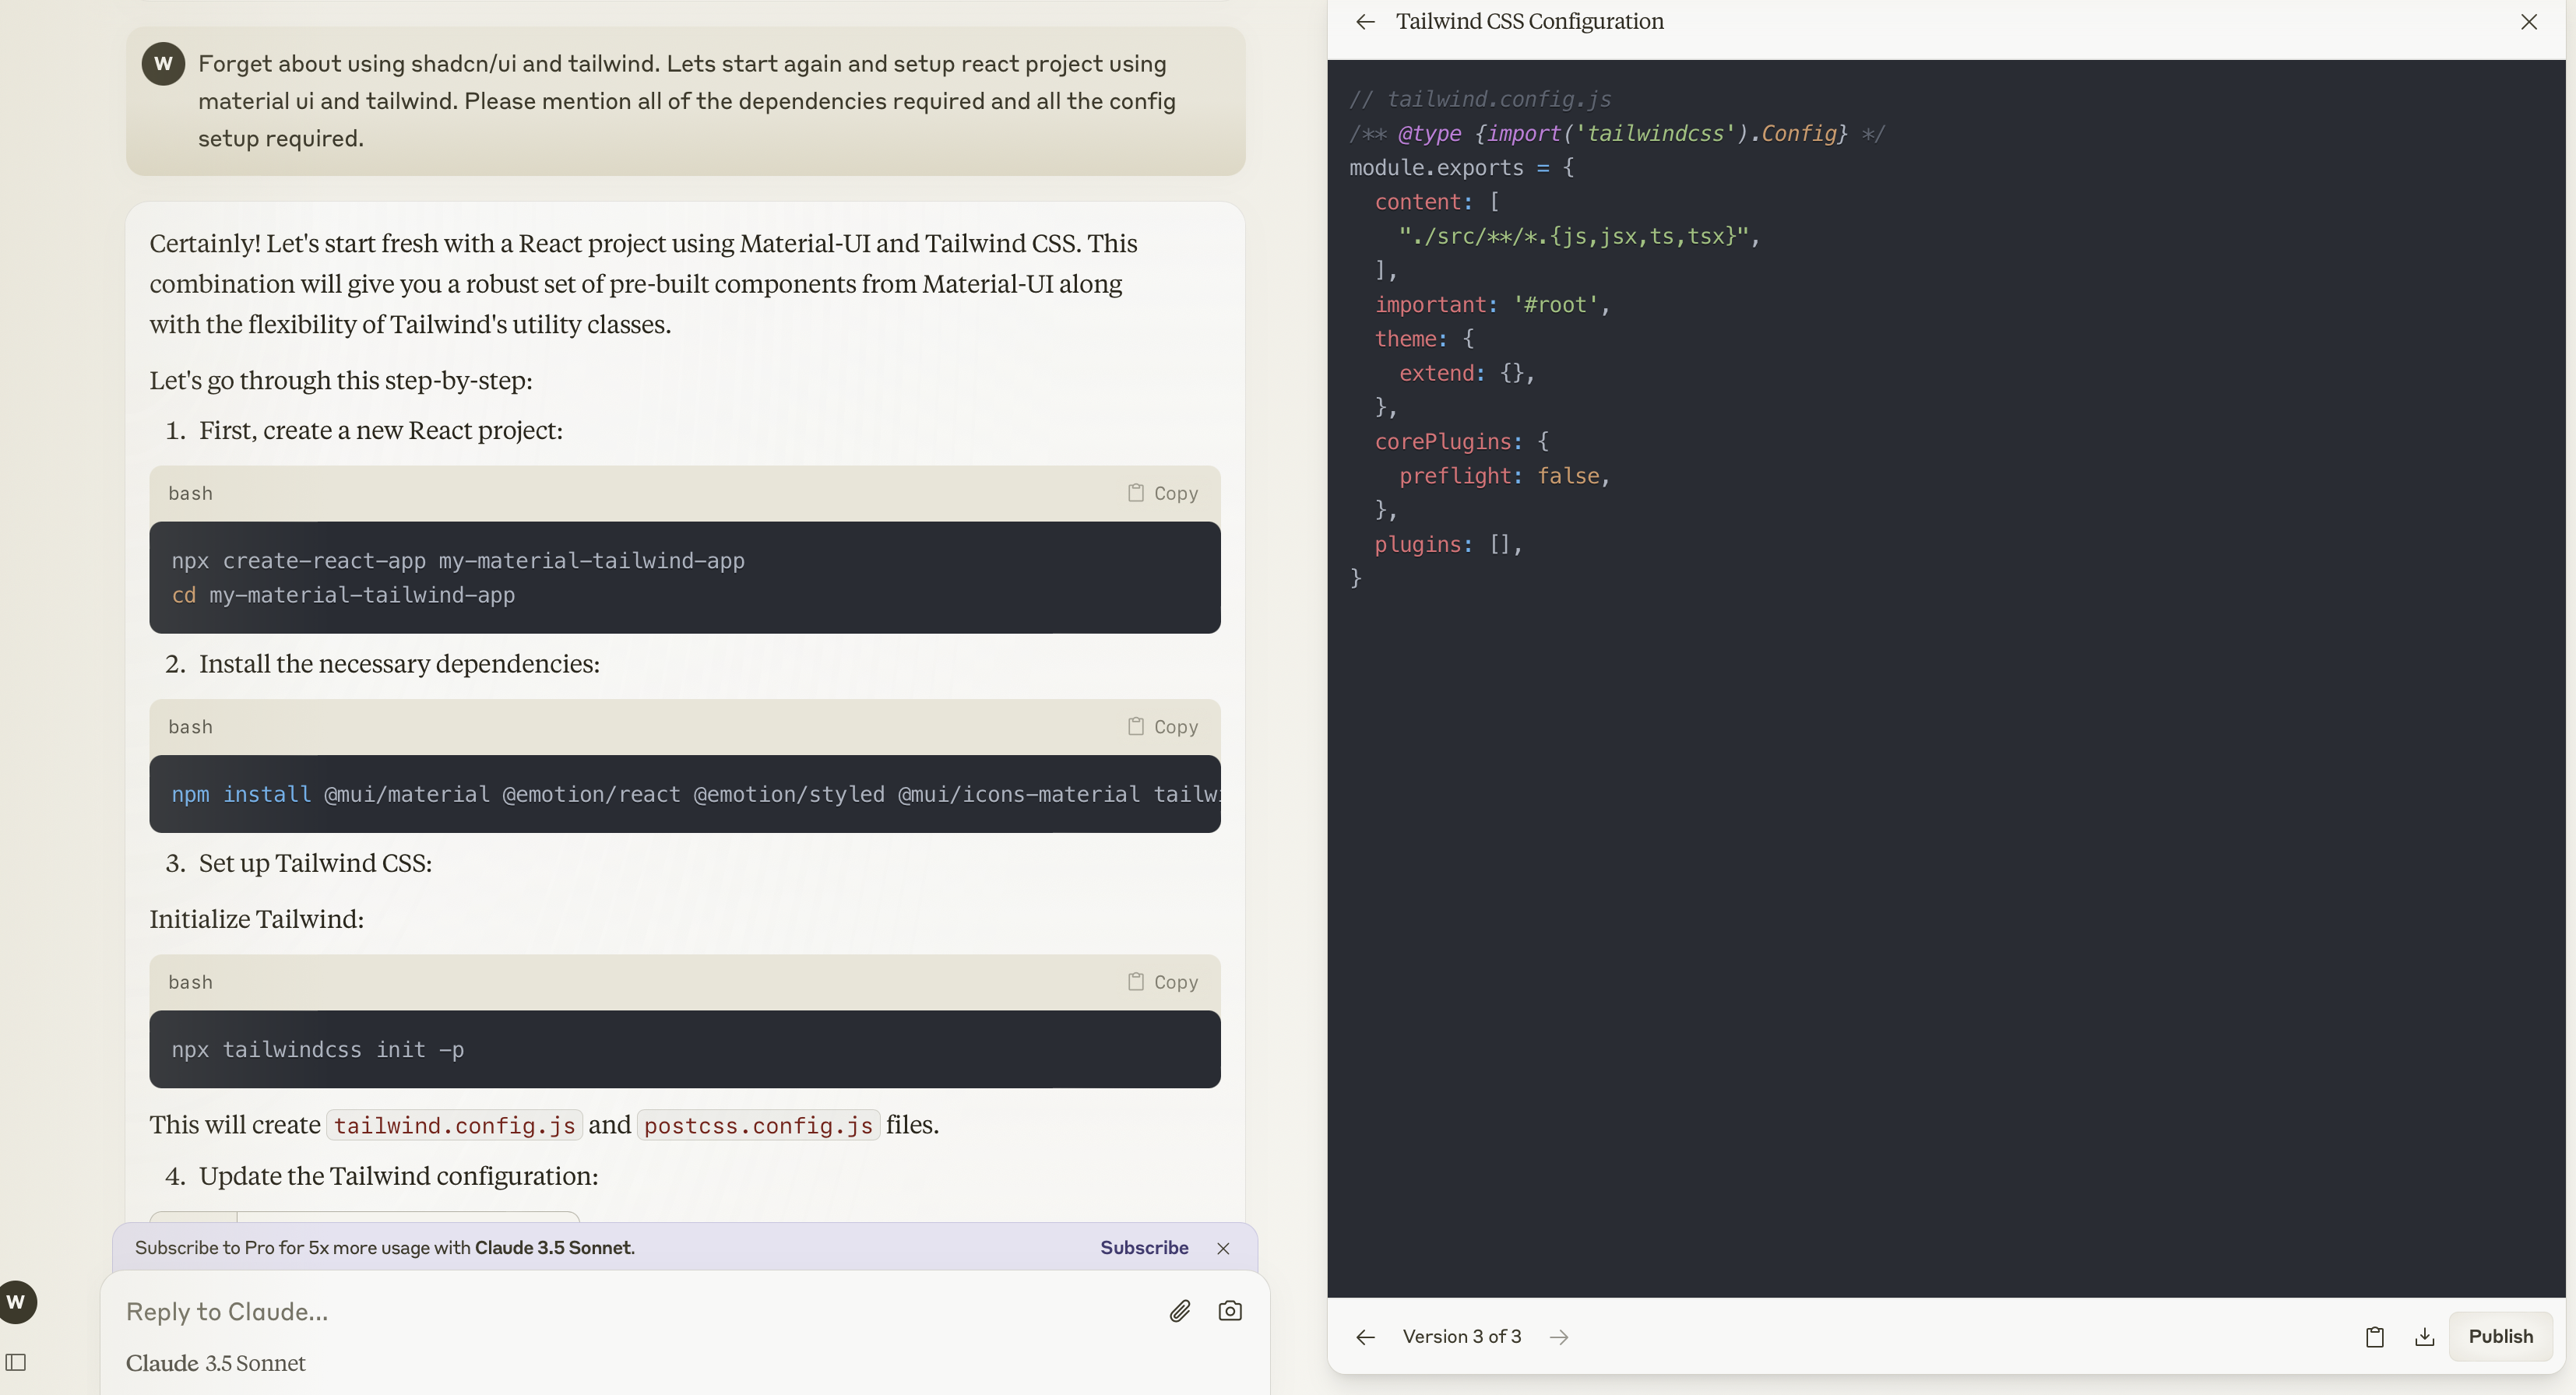 W
Forget about using shadcn/ui and tailwind. Lets start again and setup react project using
material ui and tailwind. Please mention all of the dependencies required and all the config
setup required.
Certainly! Let's start fresh with a React project using Material-UI and Tailwind CSS. This
combination will give you a robust set of pre-built components from Material-UI along
with the flexibility of Tailwind's utility classes.
Let's go through this step-by-step:
1. First, create a new React project:
bash
Copy
npx create-react-app my-material-tailwind-app
cd my-material-tailwind-app
2. Install the necessary dependencies:
bash
Copy
npm install @mui/material @emotion/react @emotion/styled @mui/icons-material tailw
3. Set up Tailwind CSS:
Initialize Tailwind:
bash
Copy
npx tailwindcss init -p
This will create tailwind.config.js and postcss.config.js files.
4. Update the Tailwind configuration:
Subscribe to Pro for 5x more usage with Claude 3.5 Sonnet.
Subscribe
W
Reply to Claude...
Claude 3.5 Sonnet
Tailwind CSS Configuration
// tailwind.config.js
/** @type {import('tailwindcss').Config} */
module.exports = {
  content: [
    "./src/**/*.{js,jsx,ts,tsx}",
  ],
  important: '#root',
  theme: {
    extend: {},
  },
  corePlugins: {
    preflight: false,
  },
  plugins: [],
}
Version 3 of 3
Publish